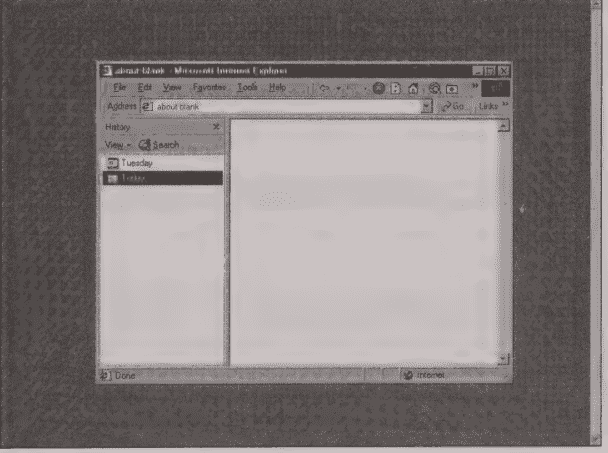 about:blank - Microsoft Internet Explorer
File Edit View Favorites Tools Help »
Address about:blank Go Links »
History
View Search
Tuesday
Today
Done Internet